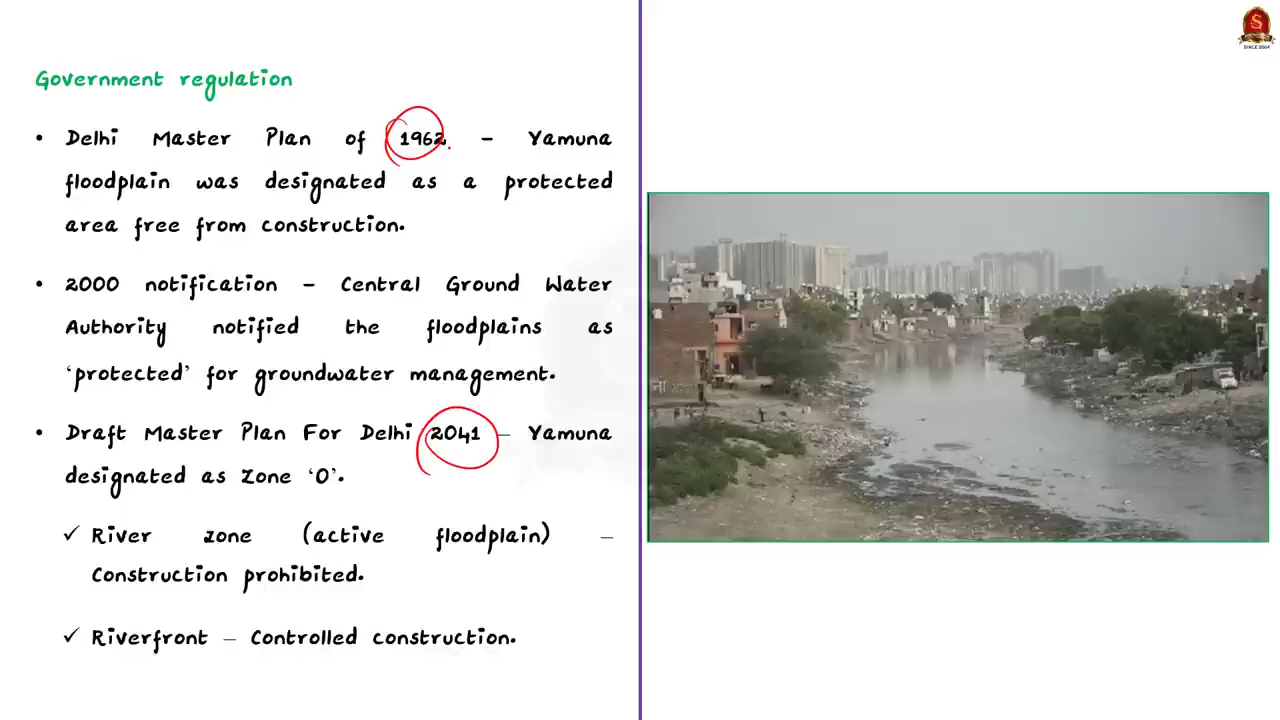 Government regulation
• Delhi Master Plan of 1962 – Yamuna
floodplain was designated as a protected
area free from construction.
• 2000 notification – Central Ground Water
Authority notified the floodplains as
‘protected’ for groundwater management.
• Draft Master Plan For Delhi 2041 – Yamuna
designated as Zone ‘O’.
✓ River zone (active floodplain) –
Construction prohibited.
✓ Riverfront – Controlled construction.
S
SINCE 2004